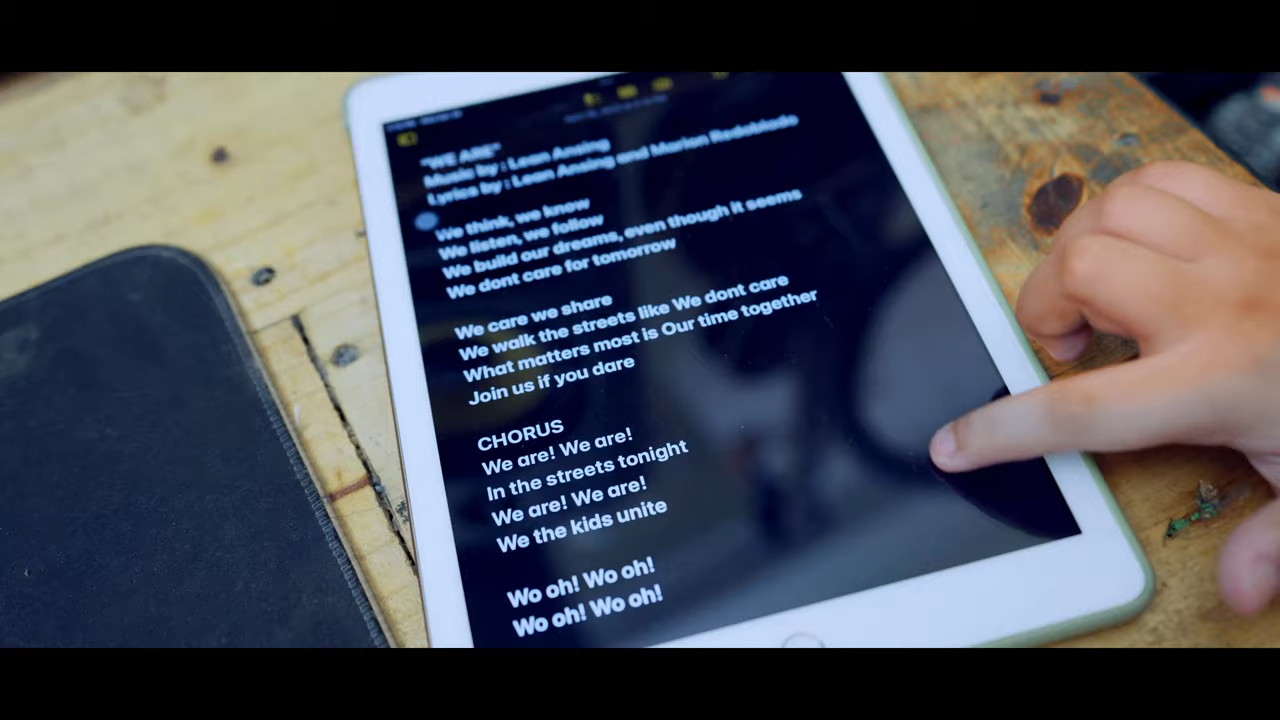 "WE ARE"
Music by : Lean Ansing
Lyrics by : Lean Ansing and Marion Redoblado
We think, we know
We listen, we follow
We build our dreams, even though it seems
We dont care for tomorrow
We care we share
We walk the streets like We dont care
What matters most is Our time together
Join us if you dare
CHORUS
We are! We are!
In the streets tonight
We are! We are!
We the kids unite
Wo oh! Wo oh!
Wo oh! Wo oh!